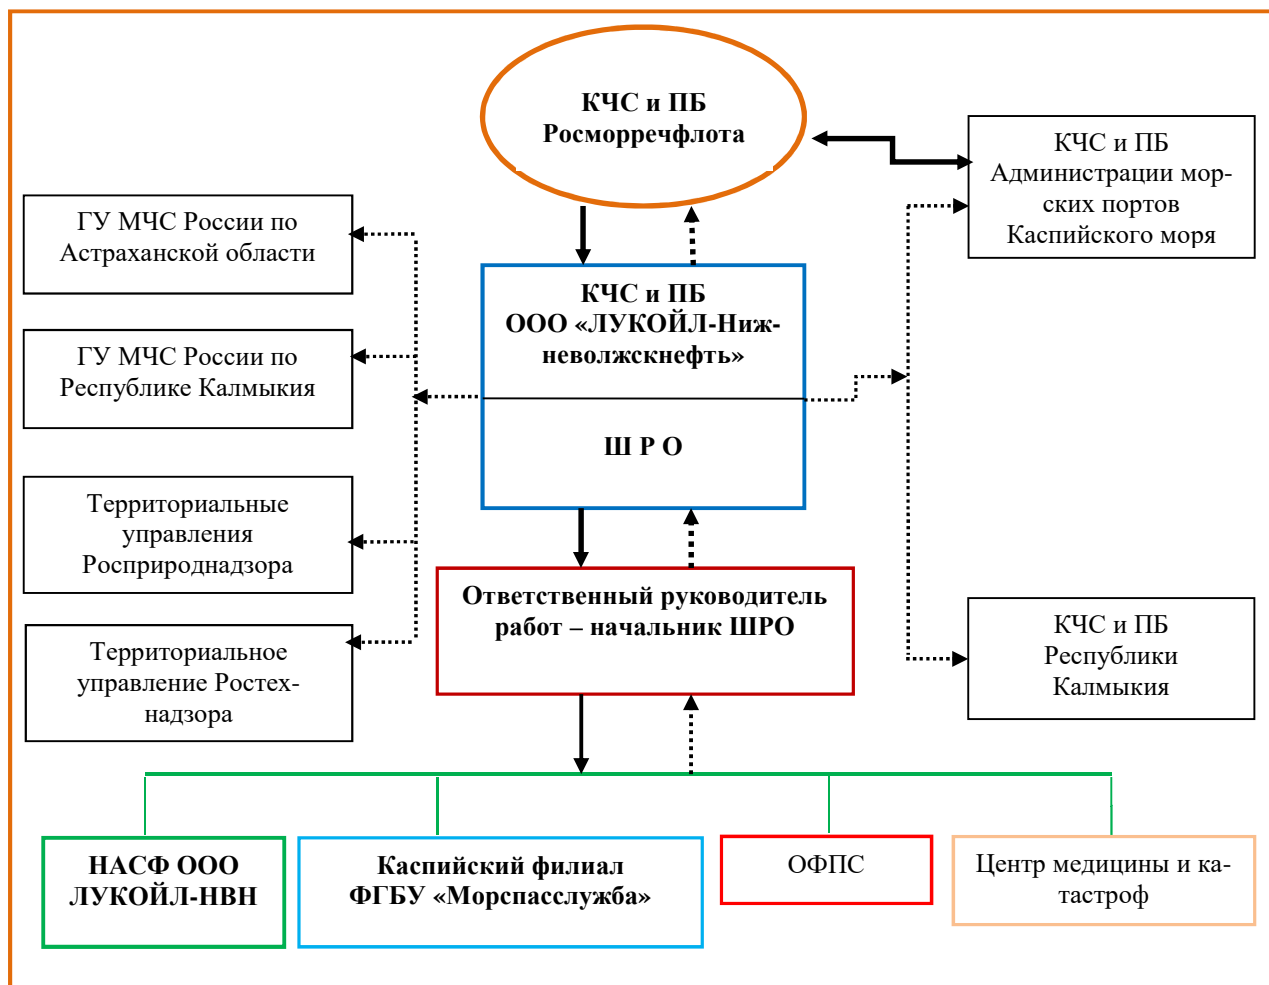 КЧС и ПБ
Росморречфлота
КЧС и ПБ
Администрации мор-
ских портов
Каспийского моря
ГУ МЧС России по
Астраханской области
КЧС и ПБ
ООО «ЛУКОЙЛ-Ниж-
неволжскнефть»
ГУ МЧС России по
Республике Калмыкия
Ш Р О
Территориальные
управления
Росприроднадзора
Ответственный руководитель
работ – начальник ШРО
КЧС и ПБ
Республики
Калмыкия
Территориальное
управление Ростех-
надзора
НАСФ ООО
ЛУКОЙЛ-НВН
Каспийский филиал
ФГБУ «Морспасслужба»
ОФПС
Центр медицины и ка-
тастроф